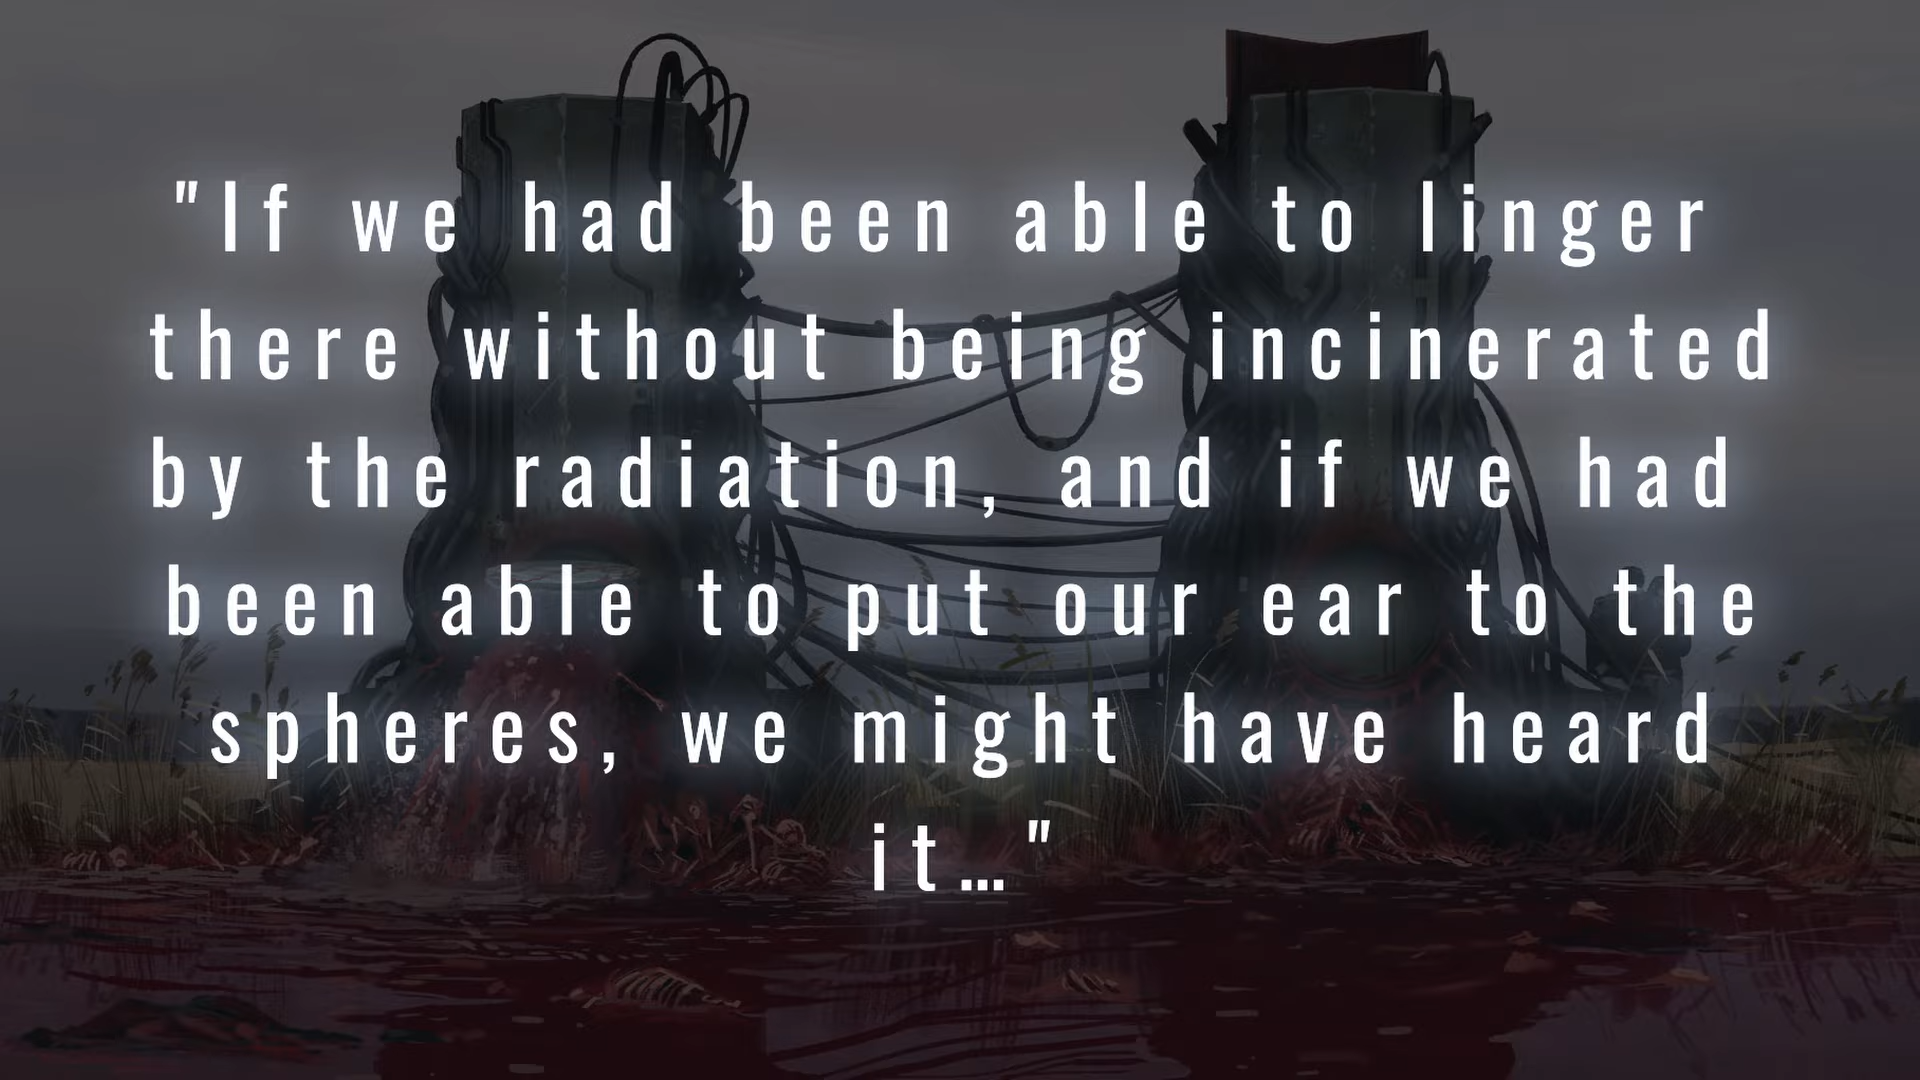 "If we had been able to linger
there without being incinerated
by the radiation, and if we had
been able to put our ear to the
spheres, we might have heard
it…"